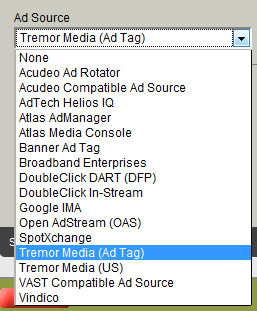 Ad Source
Tremor Media (Ad Tag)
None
Acudeo Ad Rotator
Acudeo Compatible Ad Source
AdTech Helios IQ
Atlas AdManager
Atlas Media Console
Banner Ad Tag
Broadband Enterprises
DoubleClick DART (DFP)
DoubleClick In-Stream
Google IMA
Open AdStream (OAS)
SpotXchange
Tremor Media (Ad Tag)
Tremor Media (US)
VAST Compatible Ad Source
Vindico